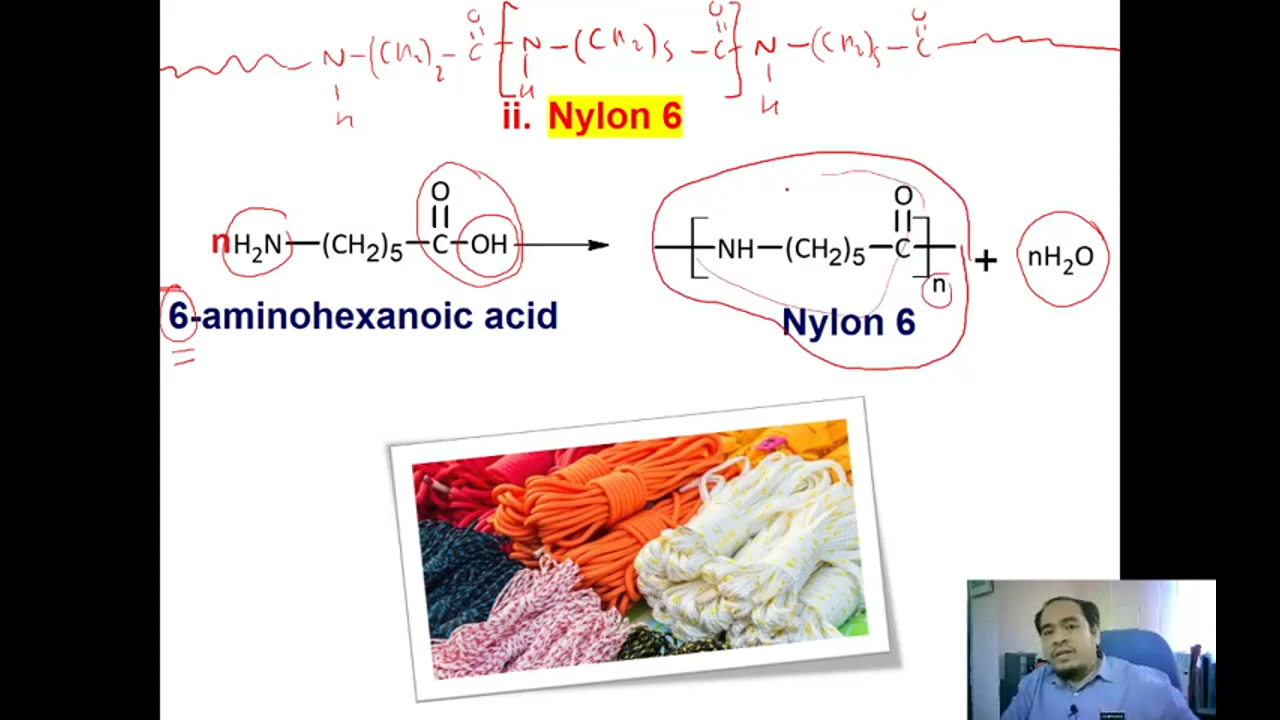 N-(CH2)2-C-[N-(CH2)5-C]-N-(CH2)5-C
O O O
H H H
ii. Nylon 6
nH2N—(CH2)5—C—OH → [NH—(CH2)5—C]n + nH2O
O O
6-aminohexanoic acid
Nylon 6